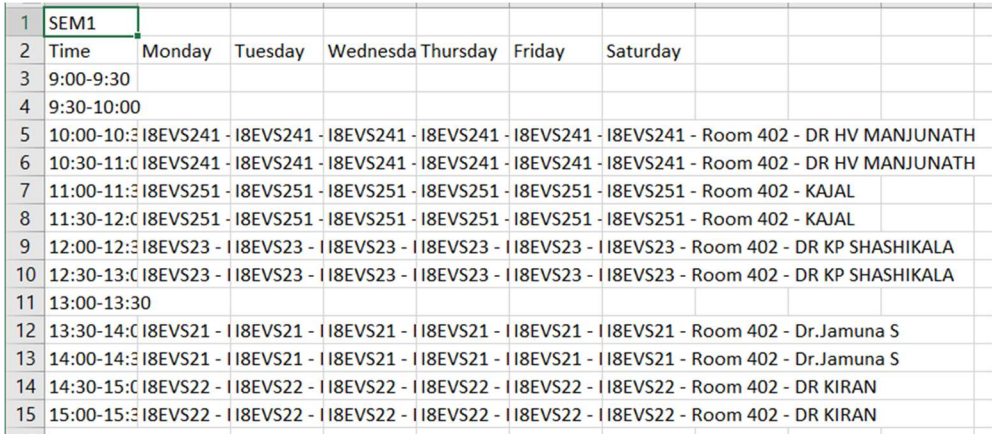 1 SEM1
2 Time Monday Tuesday Wednesda Thursday Friday Saturday
3 9:00-9:30
4 9:30-10:00
5 10:00-10:3 I8EVS241 - I8EVS241 - I8EVS241 - I8EVS241 - I8EVS241 - I8EVS241 - Room 402 - DR HV MANJUNATH
6 10:30-11:0 I8EVS241 - I8EVS241 - I8EVS241 - I8EVS241 - I8EVS241 - I8EVS241 - Room 402 - DR HV MANJUNATH
7 11:00-11:3 I8EVS251 - I8EVS251 - I8EVS251 - I8EVS251 - I8EVS251 - I8EVS251 - Room 402 - KAJAL
8 11:30-12:0 I8EVS251 - I8EVS251 - I8EVS251 - I8EVS251 - I8EVS251 - I8EVS251 - Room 402 - KAJAL
9 12:00-12:3 I8EVS23 - I8EVS23 - I8EVS23 - I8EVS23 - I8EVS23 - I8EVS23 - Room 402 - DR KP SHASHIKALA
10 12:30-13:0 I8EVS23 - I8EVS23 - I8EVS23 - I8EVS23 - I8EVS23 - I8EVS23 - Room 402 - DR KP SHASHIKALA
11 13:00-13:30
12 13:30-14:0 I8EVS21 - I8EVS21 - I8EVS21 - I8EVS21 - I8EVS21 - I8EVS21 - Room 402 - Dr.Jamuna S
13 14:00-14:3 I8EVS21 - I8EVS21 - I8EVS21 - I8EVS21 - I8EVS21 - I8EVS21 - Room 402 - Dr.Jamuna S
14 14:30-15:0 I8EVS22 - I8EVS22 - I8EVS22 - I8EVS22 - I8EVS22 - I8EVS22 - Room 402 - DR KIRAN
15 15:00-15:3 I8EVS22 - I8EVS22 - I8EVS22 - I8EVS22 - I8EVS22 - I8EVS22 - Room 402 - DR KIRAN